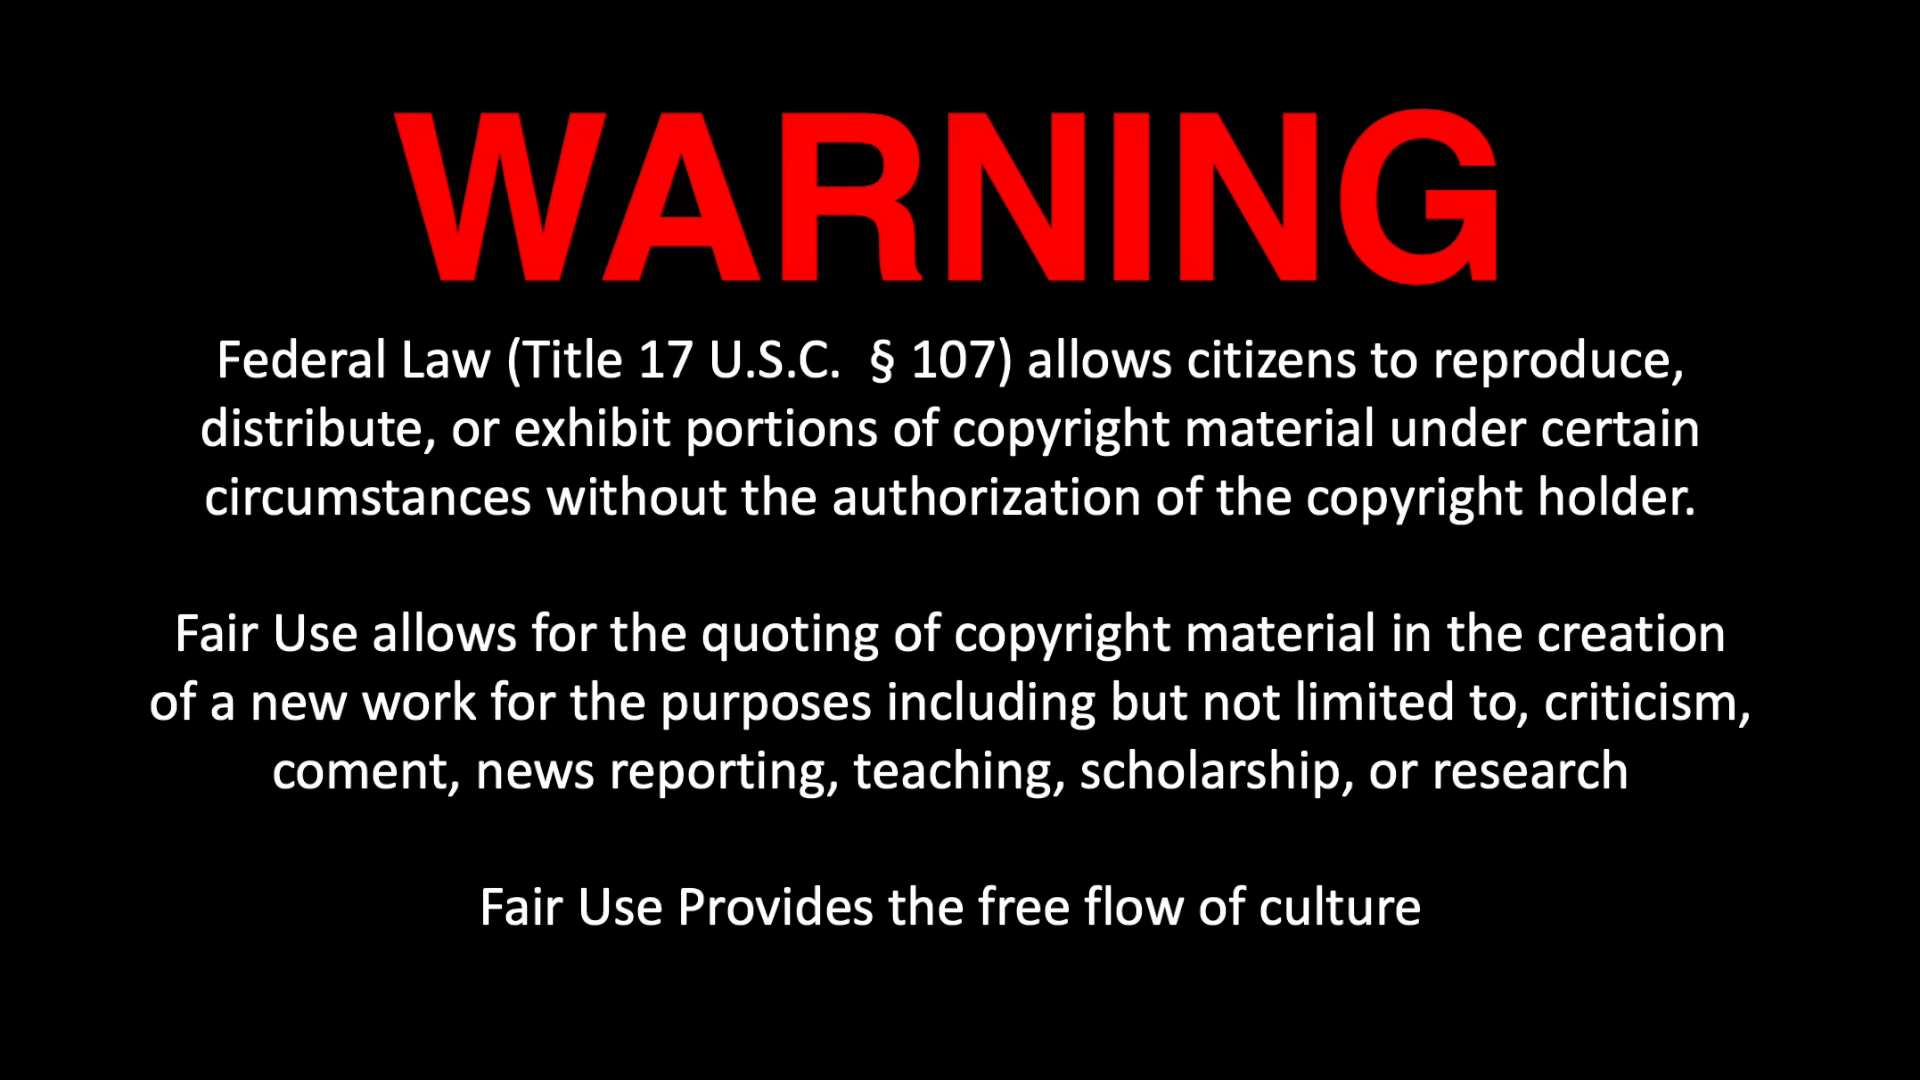 WARNING
Federal Law (Title 17 U.S.C.  § 107) allows citizens to reproduce,
distribute, or exhibit portions of copyright material under certain
circumstances without the authorization of the copyright holder.
Fair Use allows for the quoting of copyright material in the creation
of a new work for the purposes including but not limited to, criticism,
coment, news reporting, teaching, scholarship, or research
Fair Use Provides the free flow of culture